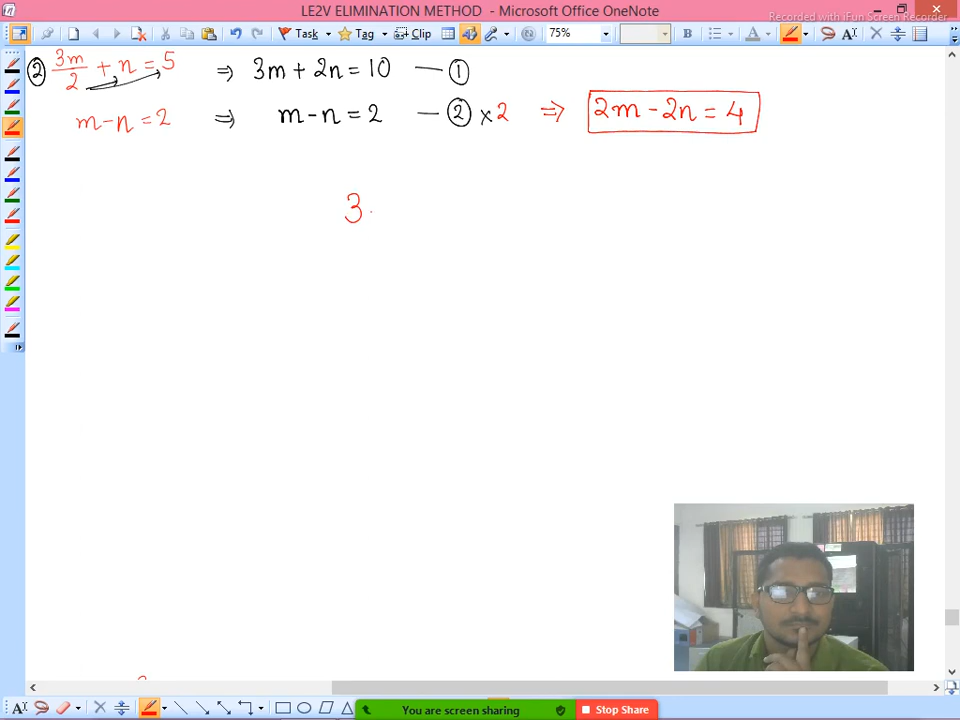 LE2V ELIMINATION METHOD - Microsoft Office OneNote
Recorded with iFun Screen Recorder
Task Tag Clip 75% B A
② 3m/2 + n = 5 ⇒ 3m + 2n = 10 — ①
m - n = 2 ⇒ m - n = 2 — ② × 2 ⇒ 2m - 2n = 4
3
You are screen sharing Stop Share